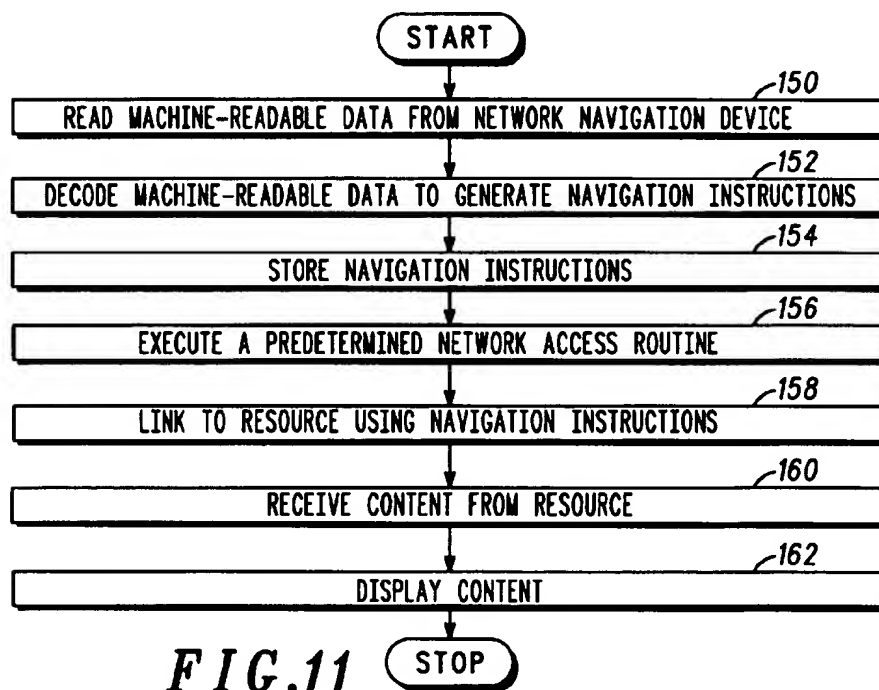 START
150
READ MACHINE-READABLE DATA FROM NETWORK NAVIGATION DEVICE
152
DECODE MACHINE-READABLE DATA TO GENERATE NAVIGATION INSTRUCTIONS
154
STORE NAVIGATION INSTRUCTIONS
156
EXECUTE A PREDETERMINED NETWORK ACCESS ROUTINE
158
LINK TO RESOURCE USING NAVIGATION INSTRUCTIONS
160
RECEIVE CONTENT FROM RESOURCE
162
DISPLAY CONTENT
FIG.11
STOP